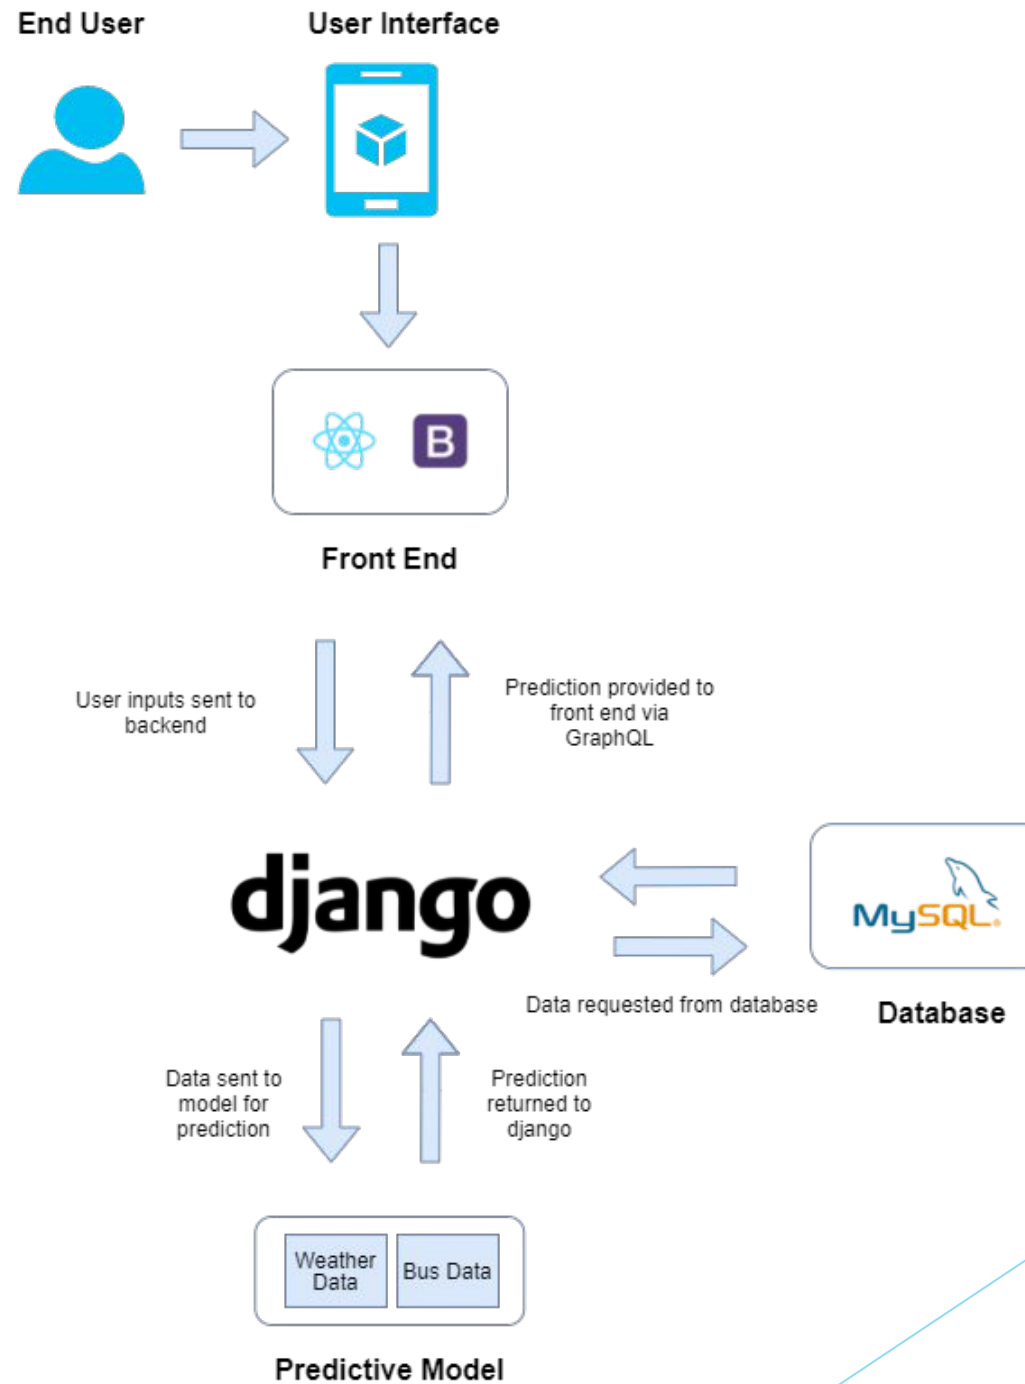 End User
User Interface
B
Front End
User inputs sent to
backend
Prediction provided to
front end via
GraphQL
django
MySQL
Data requested from database
Database
Data sent to
model for
prediction
Prediction
returned to
django
Weather
Data
Bus Data
Predictive Model